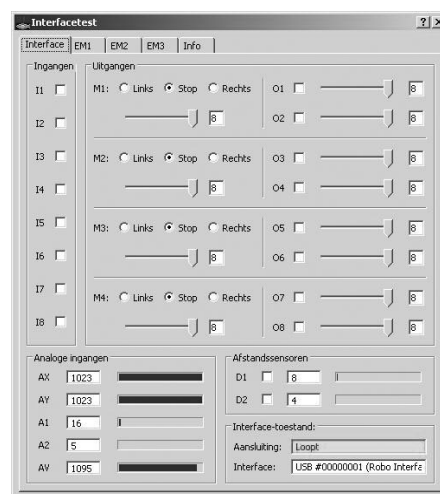 Interfacetest
Interface EM1 EM2 EM3 Info
Ingangen
I1
I2
I3
I4
I5
I6
I7
I8
Uitgangen
M1: Links Stop Rechts
8
O1 8
O2 8
M2: Links Stop Rechts
8
O3 8
O4 8
M3: Links Stop Rechts
8
O5 8
O6 8
M4: Links Stop Rechts
8
O7 8
O8 8
Analoge ingangen
AX 1023
AY 1023
A1 16
A2 5
AV 1095
Afstandssensoren
D1 8
D2 4
Interface-toestand:
Aansluiting: Loopt
Interface: USB #00000001 (Robo Interfa